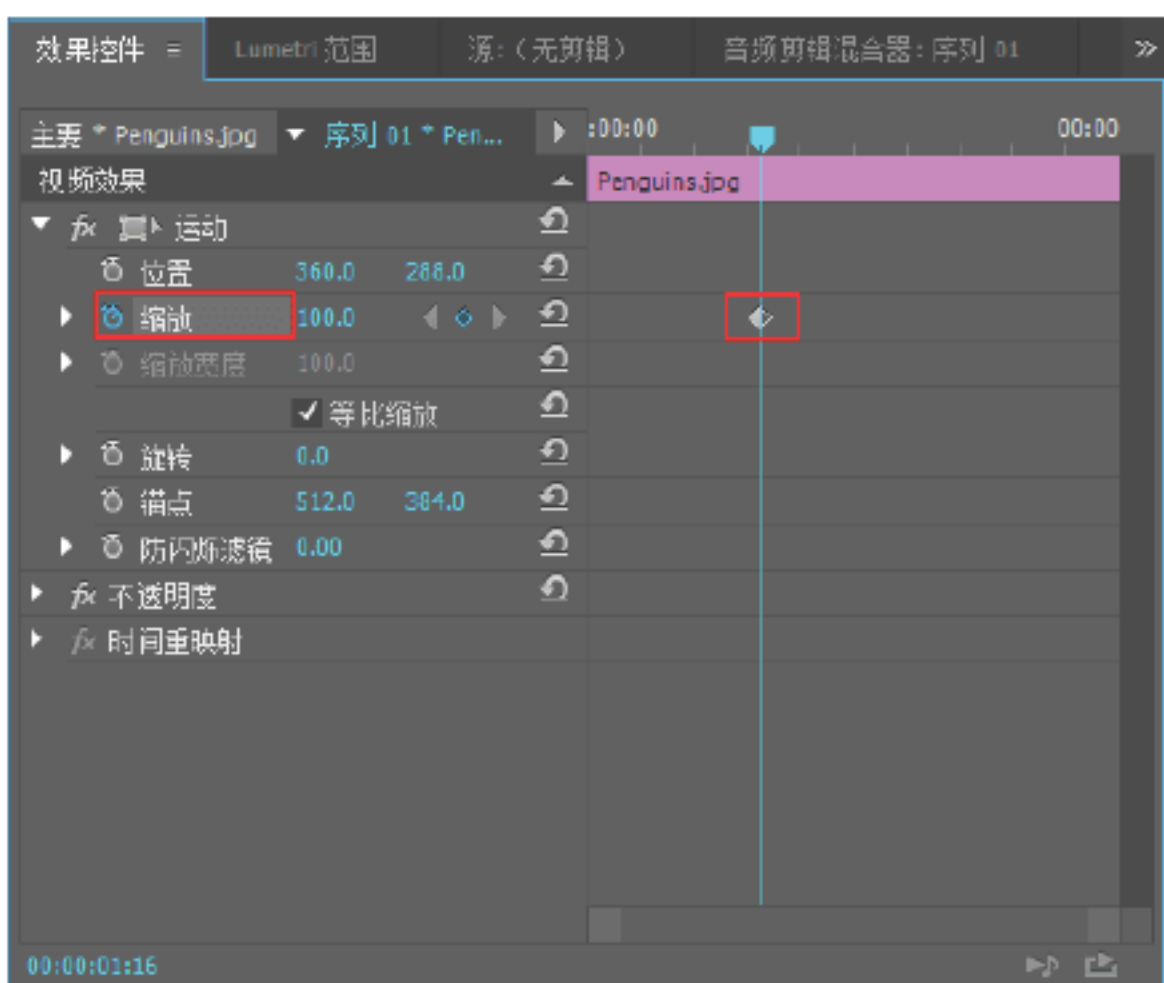 效果控件 Lumetri 范围 源:（无剪辑） 音频剪辑混合器: 序列 01
主要 * Penguins.jpg 序列 01 * Pen... :00:00 00:00
视频效果 Penguins.jpg
fx 运动
位置 360.0 288.0
缩放 100.0
缩放宽度 100.0
等比缩放
旋转 0.0
锚点 512.0 384.0
防闪烁滤镜 0.00
fx 不透明度
fx 时间重映射
00:00:01:16